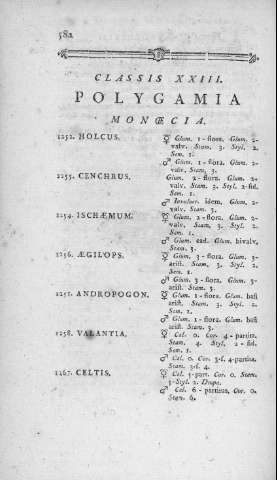 582
CLASSIS XXIII.
POLYGAMIA
MONŒCIA.
1252. HOLCUS. ☿ Glum. 1-flora. Glum. 2-
valv. Stam. 3. Styl. 2.
Sem. 1.
♂ Glum. 1-flora. Glum. 2-
valv. Stam. 3.
1255. CENCHRUS. Glum. 2-flora. Glum. 2-
valv. Stam. 3. Styl. 2-fid.
Sem. 1.
♂ Involucr. idem, Glum. 2-
valv. Stam. 3.
1254. ISCHÆMUM. ☿ Glum. 2-flora. Glum. 2-
valv. Stam. 3. Styl. 2.
Sem. 1.
♂ Glum. ead. Glum. bivalv.
Stam. 3.
1256. ÆGILOPS. ☿ Glum. 3-flora. Glum. 3-
arist. Stam. 3. Styl. 2.
Sem. 1.
♂ Glum. 3-flora. Glum. 3-
arist. Stam. 3.
1251. ANDROPOGON. ☿ Glum. 1-flora. Glum. basi
arist. Stam. 3. Styl. 2.
Sem. 1.
♂ Glum. 1-flora. Glum. basi
arist. Stam. 3.
1258. VALANTIA. ☿ Cal. 0. Cor. 4-partita.
Stam. 4. Styl. 2-fid.
Sem. 1.
♂ Cal. 0. Cor. 3-f. 4-partita.
Stam. 3-f. 4.
1267. CELTIS. ☿ Cal. 5-part. Cor. 0. Stam.
5. Styl. 2. Drupa.
♂ Cal. 6-partitus, Cor. 0.
Stam. 6.